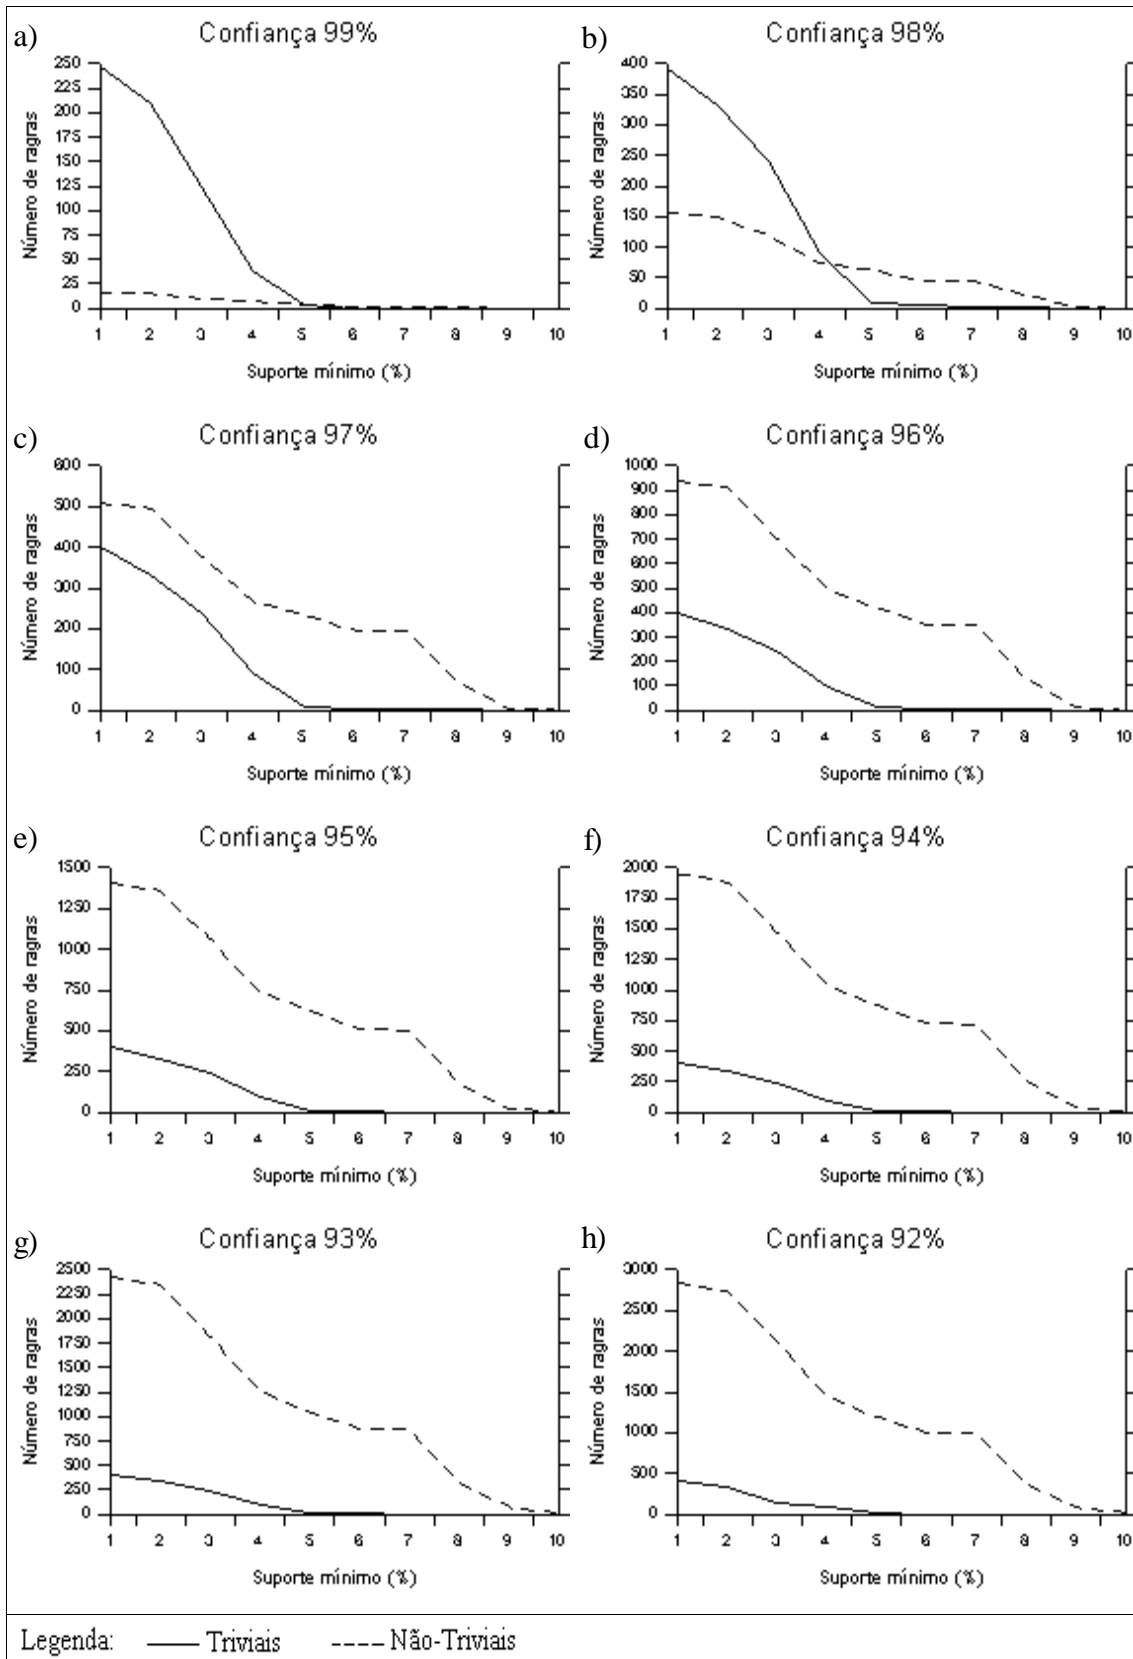 a) Confiança 99%
Número de ragras
250
225
200
175
150
125
100
75
50
25
0
1 2 3 4 5 6 7 8 9 10
Suporte mínimo (%)
b) Confiança 98%
Número de ragras
400
350
300
250
200
150
100
50
0
1 2 3 4 5 6 7 8 9 10
Suporte mínimo (%)
c) Confiança 97%
Número de ragras
600
500
400
300
200
100
0
1 2 3 4 5 6 7 8 9 10
Suporte mínimo (%)
d) Confiança 96%
Número de ragras
1000
900
800
700
600
500
400
300
200
100
0
1 2 3 4 5 6 7 8 9 10
Suporte mínimo (%)
e) Confiança 95%
Número de ragras
1500
1250
1000
750
500
250
0
1 2 3 4 5 6 7 8 9 10
Suporte mínimo (%)
f) Confiança 94%
Número de ragras
2000
1750
1500
1250
1000
750
500
250
0
1 2 3 4 5 6 7 8 9 10
Suporte mínimo (%)
g) Confiança 93%
Número de ragras
2500
2250
2000
1750
1500
1250
1000
750
500
250
0
1 2 3 4 5 6 7 8 9 10
Suporte mínimo (%)
h) Confiança 92%
Número de ragras
3000
2500
2000
1500
1000
500
0
1 2 3 4 5 6 7 8 9 10
Suporte mínimo (%)
Legenda: Triviais Não-Triviais